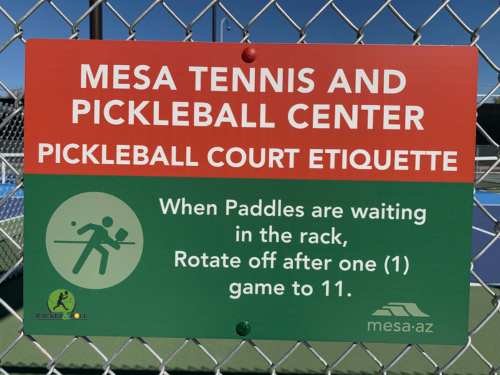 MESA TENNIS AND
PICKLEBALL CENTER
PICKLEBALL COURT ETIQUETTE
When Paddles are waiting
in the rack,
Rotate off after one (1)
game to 11.
mesa·az